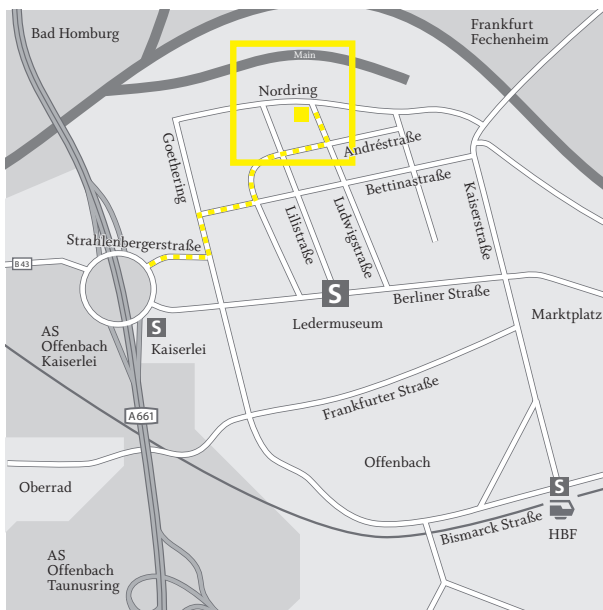 Bad Homburg
Frankfurt
Fechenheim
Main
Nordring
Goethering
Andréstraße
Bettinastraße
Kaiserstraße
Lilistraße
Ludwigstraße
Strahlenbergerstraße
B43
S
Berliner Straße
Marktplatz
Ledermuseum
S
Kaiserlei
AS
Offenbach
Kaiserlei
A661
Frankfurter Straße
Offenbach
Oberrad
S
HBF
Bismarck Straße
AS
Offenbach
Taunusring